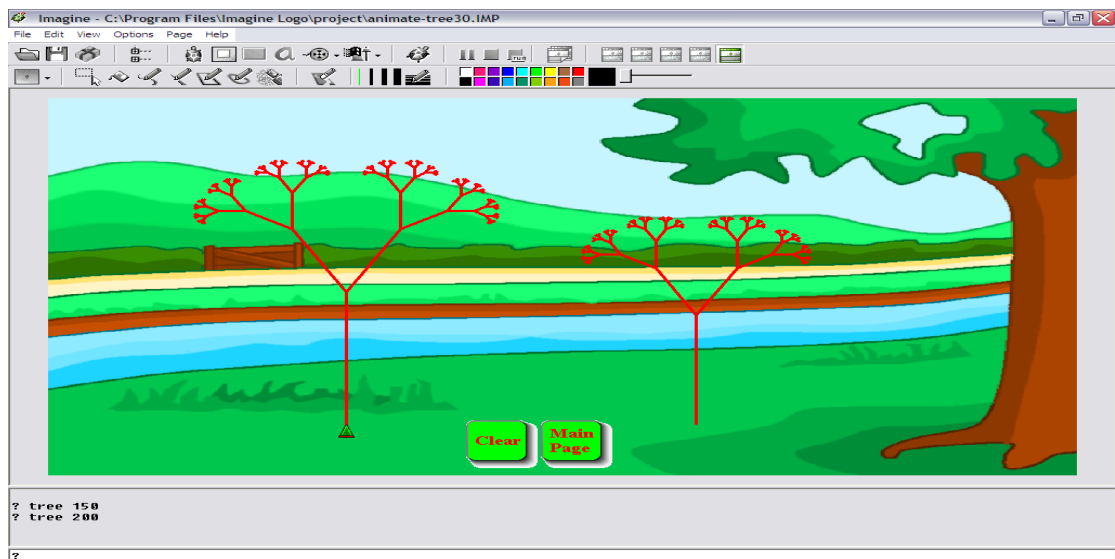 Imagine - C:\Program Files\Imagine Logo\project\animate-tree30.IMP
File Edit View Options Page Help
Clear
Main
Page
? tree 150
? tree 200
?